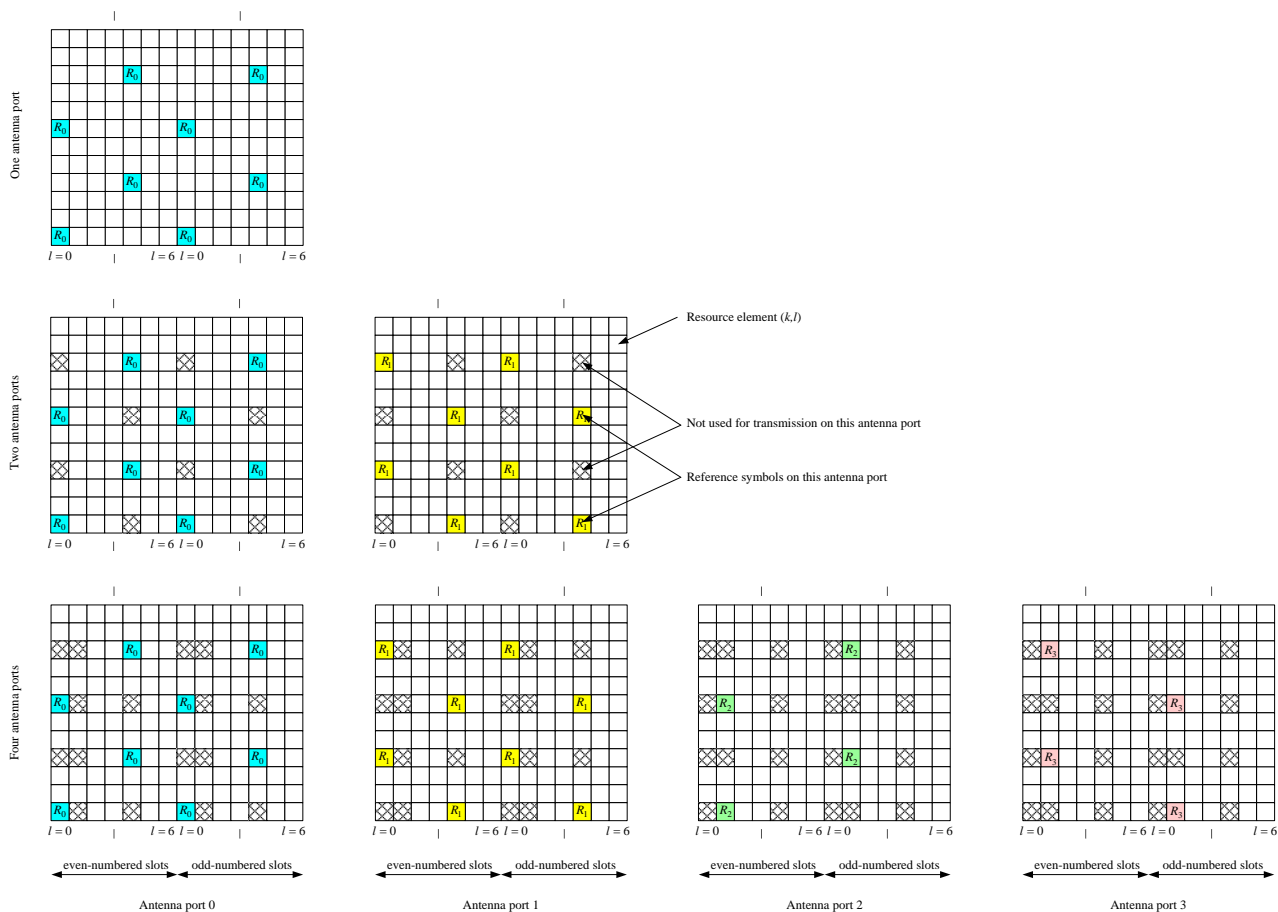 One antenna port
R0 R0
R0 R0
R0 R0
R0 R0
l = 0 l = 6 l = 0 l = 6
Two antenna ports
R0 R0
R0 R0
R0 R0
R0 R0
l = 0 l = 6 l = 0 l = 6
R1 R1
R1 R1
R1 R1
R1 R1
l = 0 l = 6 l = 0 l = 6
Resource element (k,l)
Not used for transmission on this antenna port
Reference symbols on this antenna port
Four antenna ports
R0 R0
R0 R0
R0 R0
R0 R0
l = 0 l = 6 l = 0 l = 6
even-numbered slots odd-numbered slots
Antenna port 0
R1 R1
R1 R1
R1 R1
R1 R1
l = 0 l = 6 l = 0 l = 6
even-numbered slots odd-numbered slots
Antenna port 1
R2
R2
R2
R2
l = 0 l = 6 l = 0 l = 6
even-numbered slots odd-numbered slots
Antenna port 2
R3
R3
R3
R3
l = 0 l = 6 l = 0 l = 6
even-numbered slots odd-numbered slots
Antenna port 3